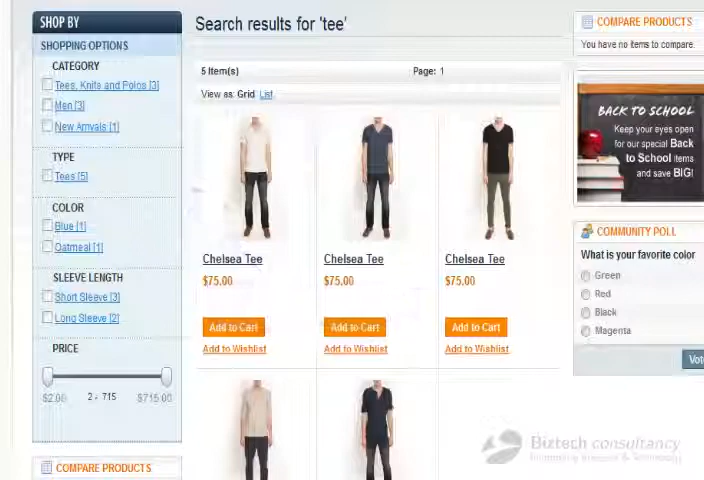 SHOP BY
SHOPPING OPTIONS
CATEGORY
Tees, Knits and Polos [3]
Men [3]
New Arrivals [1]
TYPE
Tees [5]
COLOR
Blue [1]
Oatmeal [1]
SLEEVE LENGTH
Short Sleeve [3]
Long Sleeve [2]
PRICE
$2.00 2 - 715 $715.00
COMPARE PRODUCTS
Search results for 'tee'
5 Item(s) Page: 1
View as: Grid List
Chelsea Tee Chelsea Tee Chelsea Tee
$75.00 $75.00 $75.00
Add to Cart Add to Cart Add to Cart
Add to Wishlist Add to Wishlist Add to Wishlist
COMPARE PRODUCTS
You have no items to compare.
BACK TO SCHOOL
Keep your eyes open
for our special Back
to School items
and save BIG!
COMMUNITY POLL
What is your favorite color
Green
Red
Black
Magenta
Vote
Biztech consultancy